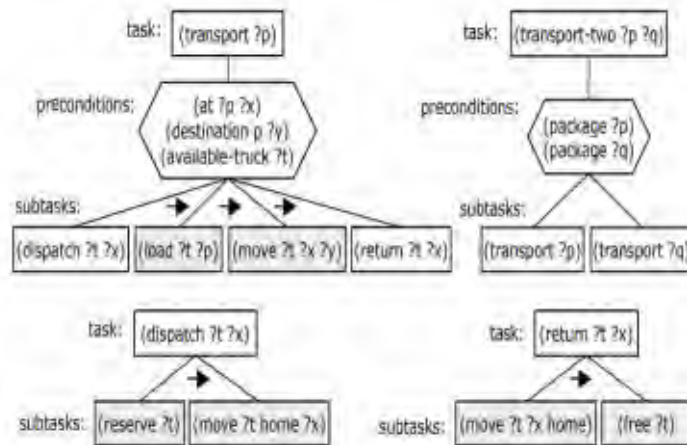 task:
(transport ?p)
preconditions:
(at ?p ?x)
(destination p ?y)
(available-truck ?t)
subtasks:
(dispatch ?t ?x)
(load ?t ?p)
(move ?t ?x ?y)
(return ?t ?x)
task:
(transport-two ?p ?q)
preconditions:
(package ?p)
(package ?q)
subtasks:
(transport ?p)
(transport ?q)
task:
(dispatch ?t ?x)
subtasks:
(reserve ?t)
(move ?t home ?x)
task:
(return ?t ?x)
subtasks:
(move ?t ?x home)
(free ?t)